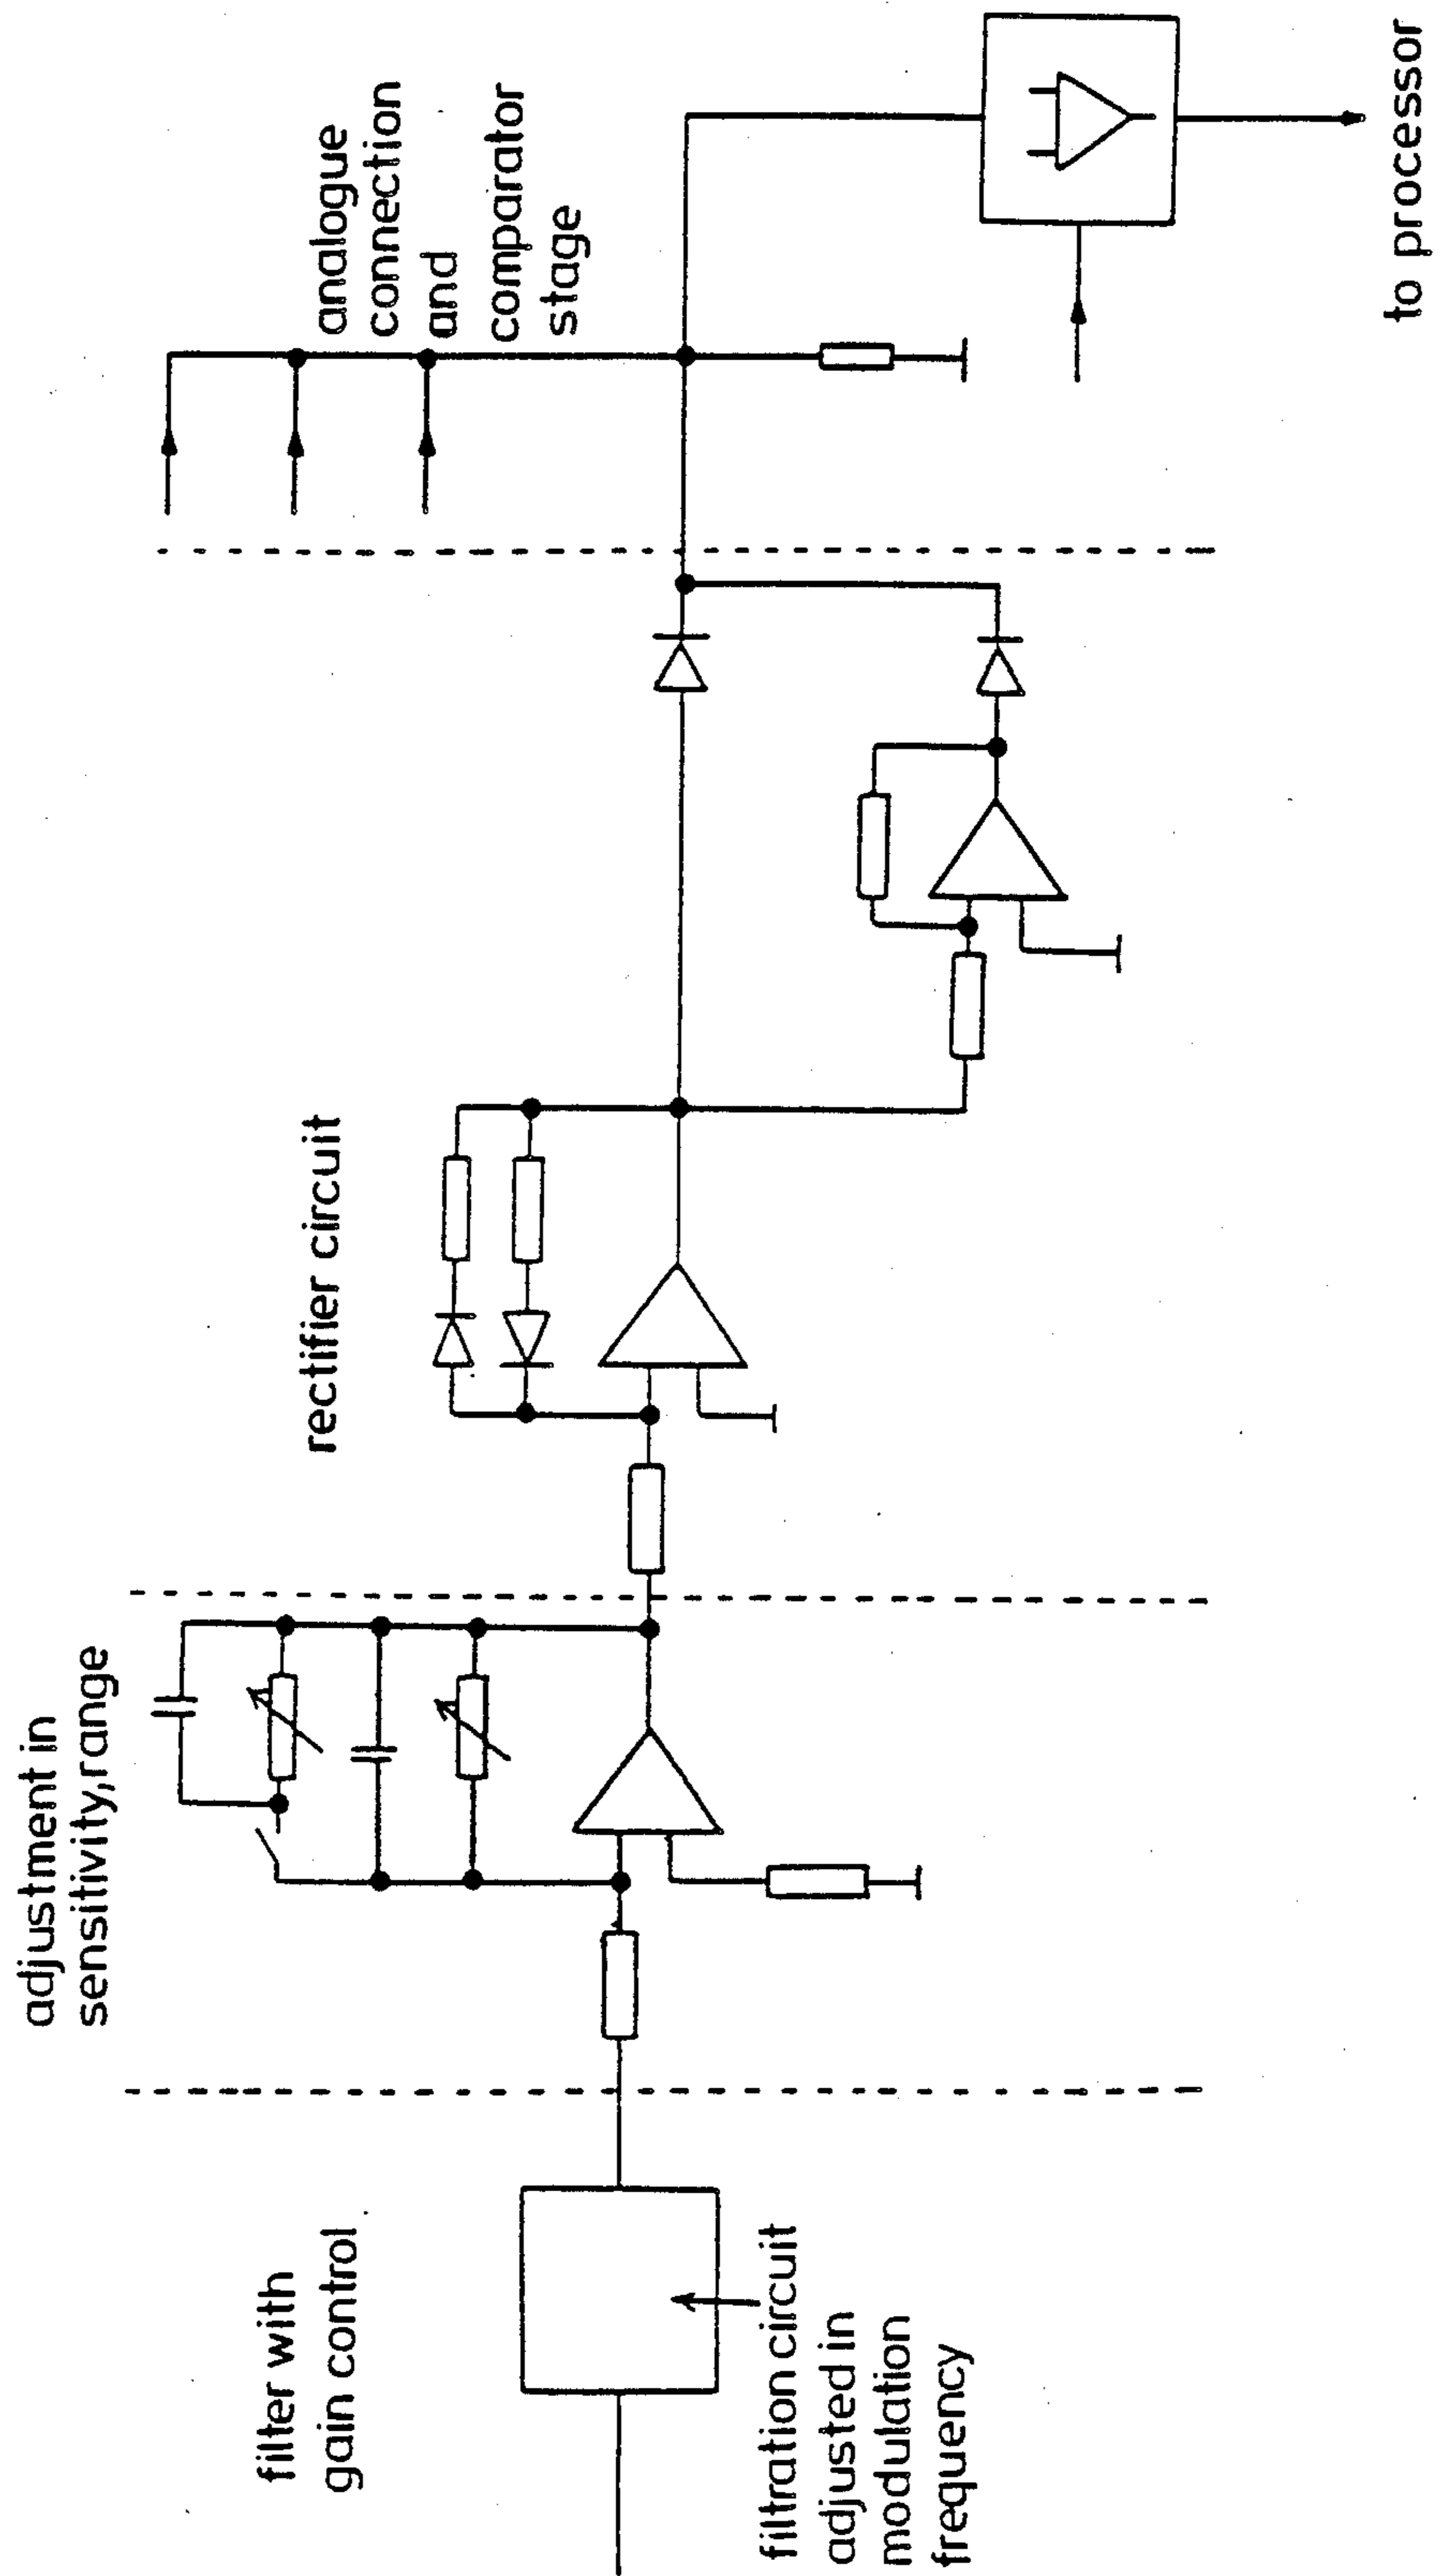 filter with
gain control
filtration circuit
adjusted in
modulation
frequency
adjustment in
sensitivity,range
rectifier circuit
analogue
connection
and
comparator
stage
to processor